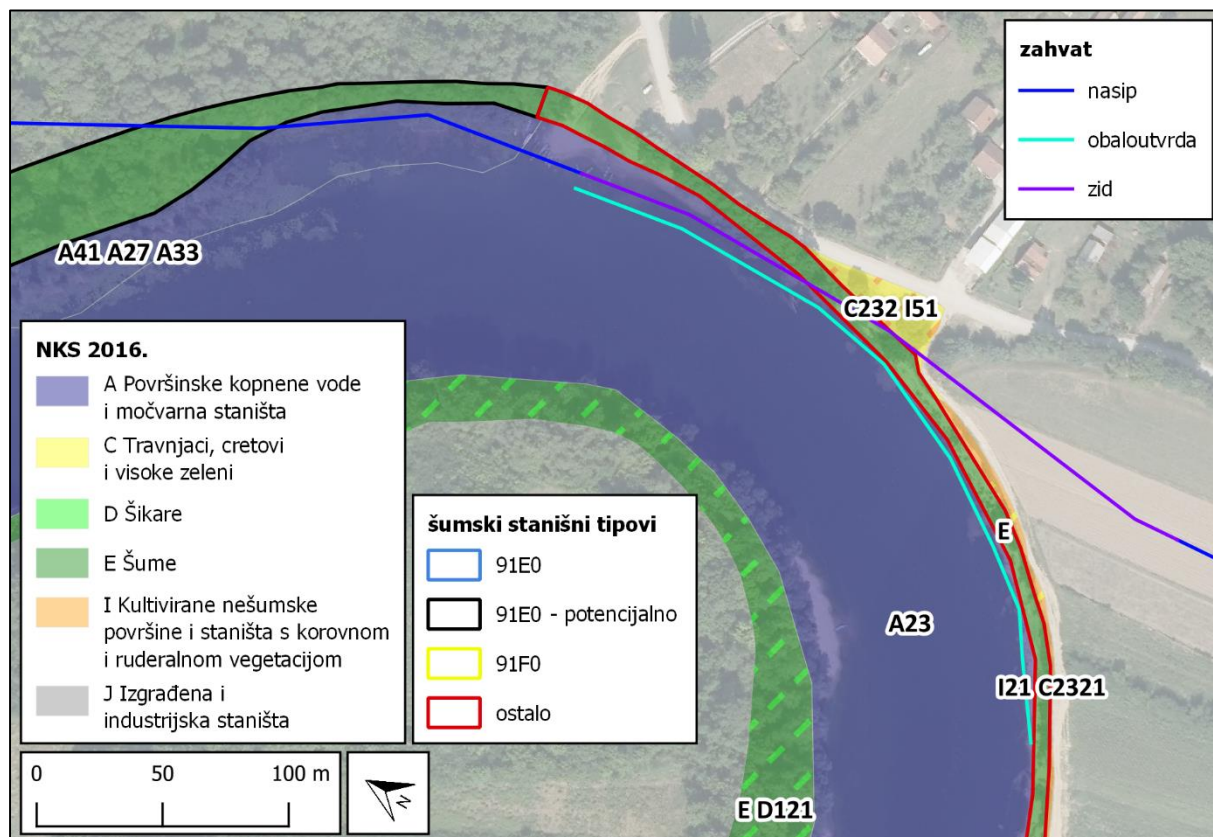 zahvat
nasip
obaloutvrda
zid
A41 A27 A33
C232 I51
NKS 2016.
A Površinske kopnene vode
i močvarna staništa
C Travnjaci, cretovi
i visoke zeleni
D Šikare
E Šume
I Kultivirane nešumske
površine i staništa s korovnom
i ruderalnom vegetacijom
J Izgrađena i
industrijska staništa
šumski stanišni tipovi
91E0
91E0 - potencijalno
91F0
ostalo
E
A23
I21 C2321
0 50 100 m
N
E D121